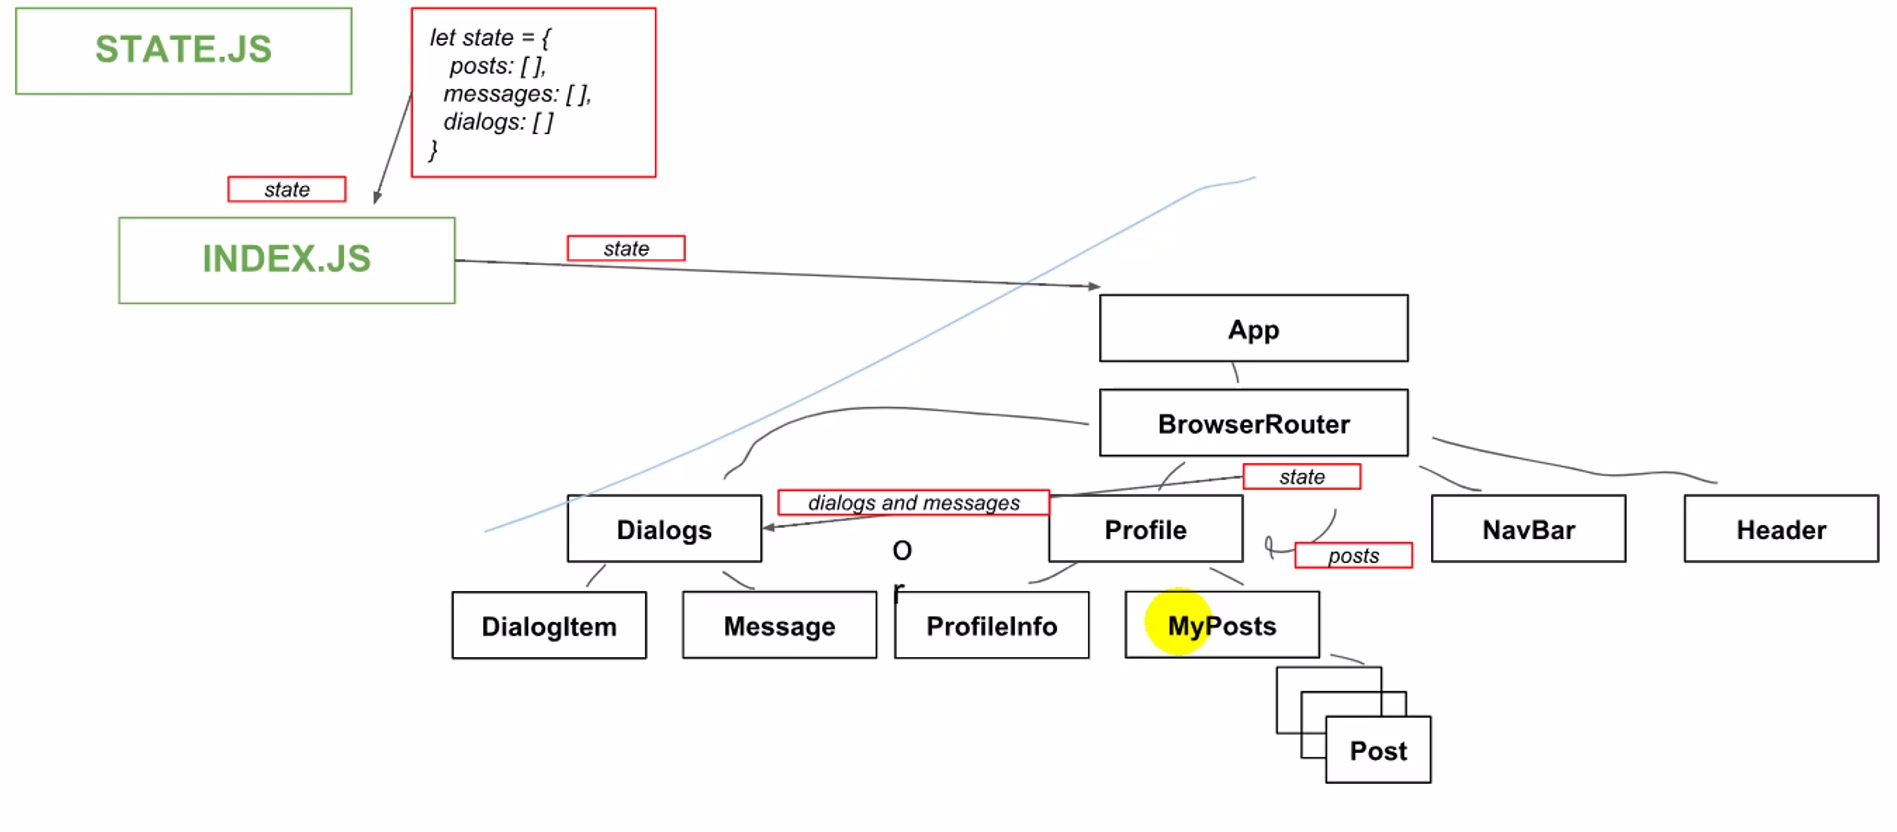 STATE.JS
let state = {
posts: [ ],
messages: [ ],
dialogs: [ ]
}
state
INDEX.JS
state
App
BrowserRouter
state
dialogs and messages
Dialogs
Profile
NavBar
Header
o
r
posts
DialogItem
Message
ProfileInfo
MyPosts
Post